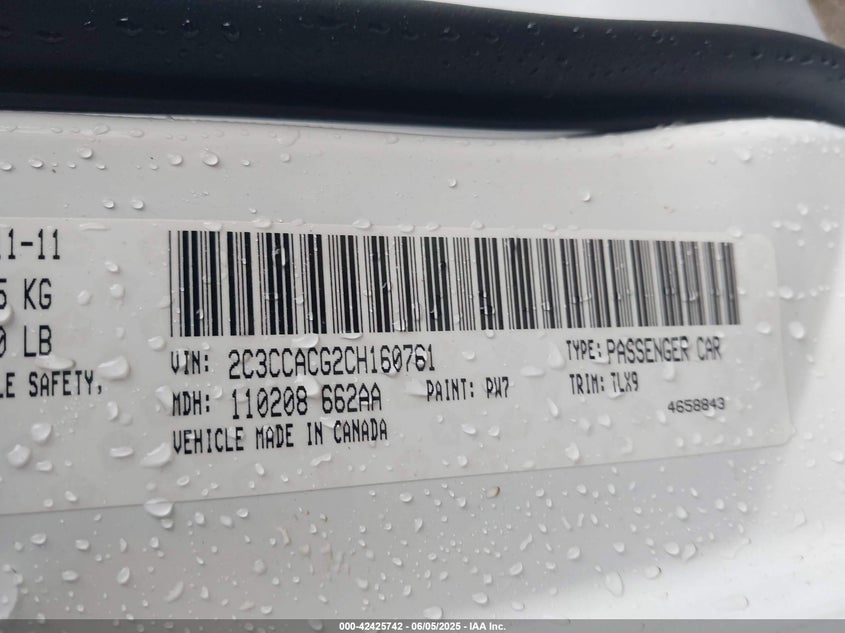 11-11
5 KG
0 LB
LE SAFETY,
VIN: 2C3CCACG2CH160761
TYPE: PASSENGER CAR
MDH: 110208 662AA
PAINT: PW7
TRIM: TLX9
VEHICLE MADE IN CANADA
4658843
000-42425742 - 06/05/2025 - IAA Inc.